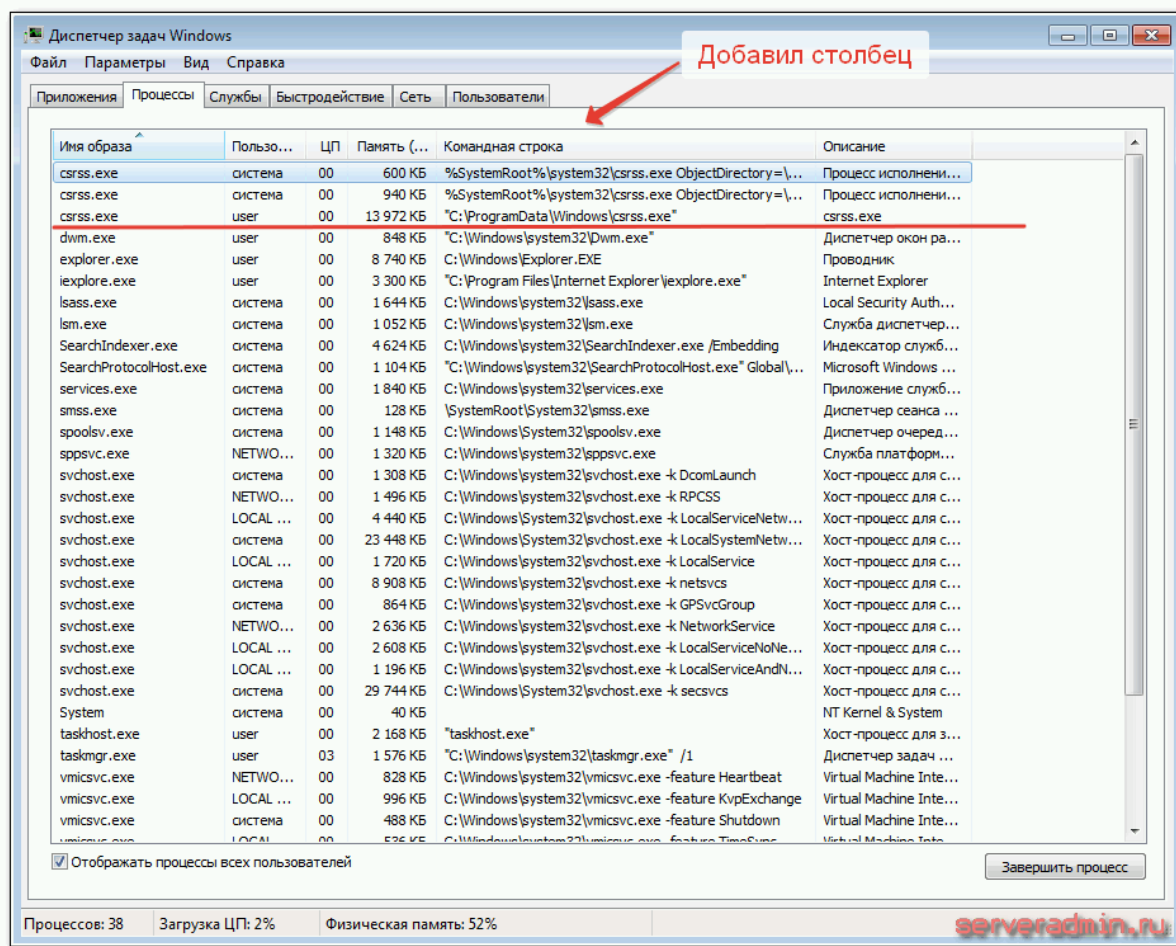 Диспетчер задач Windows
Файл Параметры Вид Справка
Добавил столбец
Приложения Процессы Службы Быстродействие Сеть Пользователи
Имя образа Пользо... ЦП Память (... Командная строка Описание
csrss.exe система 00 600 КБ %SystemRoot%\system32\csrss.exe ObjectDirectory=\... Процесс исполнени...
csrss.exe система 00 940 КБ %SystemRoot%\system32\csrss.exe ObjectDirectory=\... Процесс исполнени...
csrss.exe user 00 13 972 КБ "C:\ProgramData\Windows\csrss.exe" csrss.exe
dwm.exe user 00 848 КБ "C:\Windows\system32\Dwm.exe" Диспетчер окон ра...
explorer.exe user 00 8 740 КБ C:\Windows\Explorer.EXE Проводник
iexplore.exe user 00 3 300 КБ "C:\Program Files\Internet Explorer\iexplore.exe" Internet Explorer
lsass.exe система 00 1 644 КБ C:\Windows\system32\lsass.exe Local Security Auth...
lsm.exe система 00 1 052 КБ C:\Windows\system32\lsm.exe Служба диспетчер...
SearchIndexer.exe система 00 4 624 КБ C:\Windows\system32\SearchIndexer.exe /Embedding Индексатор служб...
SearchProtocolHost.exe система 00 1 104 КБ "C:\Windows\system32\SearchProtocolHost.exe" Global\... Microsoft Windows ...
services.exe система 00 1 840 КБ C:\Windows\system32\services.exe Приложение служб...
smss.exe система 00 128 КБ \SystemRoot\System32\smss.exe Диспетчер сеанса ...
spoolsv.exe система 00 1 148 КБ C:\Windows\System32\spoolsv.exe Диспетчер очеред...
sppsvc.exe NETWO... 00 1 320 КБ C:\Windows\system32\sppsvc.exe Служба платформ...
svchost.exe система 00 1 308 КБ C:\Windows\system32\svchost.exe -k DcomLaunch Хост-процесс для с...
svchost.exe NETWO... 00 1 496 КБ C:\Windows\system32\svchost.exe -k RPCSS Хост-процесс для с...
svchost.exe LOCAL ... 00 4 440 КБ C:\Windows\System32\svchost.exe -k LocalServiceNetw... Хост-процесс для с...
svchost.exe система 00 23 448 КБ C:\Windows\System32\svchost.exe -k LocalSystemNetw... Хост-процесс для с...
svchost.exe LOCAL ... 00 1 720 КБ C:\Windows\system32\svchost.exe -k LocalService Хост-процесс для с...
svchost.exe система 00 8 908 КБ C:\Windows\system32\svchost.exe -k netsvcs Хост-процесс для с...
svchost.exe система 00 864 КБ C:\Windows\system32\svchost.exe -k GPSvcGroup Хост-процесс для с...
svchost.exe NETWO... 00 2 636 КБ C:\Windows\system32\svchost.exe -k NetworkService Хост-процесс для с...
svchost.exe LOCAL ... 00 2 608 КБ C:\Windows\system32\svchost.exe -k LocalServiceNoNe... Хост-процесс для с...
svchost.exe LOCAL ... 00 1 196 КБ C:\Windows\system32\svchost.exe -k LocalServiceAndN... Хост-процесс для с...
svchost.exe система 00 29 744 КБ C:\Windows\System32\svchost.exe -k secsvcs Хост-процесс для с...
System система 00 40 КБ NT Kernel & System
taskhost.exe user 00 2 168 КБ "taskhost.exe" Хост-процесс для з...
taskmgr.exe user 03 1 576 КБ "C:\Windows\system32\taskmgr.exe" /1 Диспетчер задач ...
vmicsvc.exe NETWO... 00 828 КБ C:\Windows\system32\vmicsvc.exe -feature Heartbeat Virtual Machine Inte...
vmicsvc.exe LOCAL ... 00 996 КБ C:\Windows\system32\vmicsvc.exe -feature KvpExchange Virtual Machine Inte...
vmicsvc.exe система 00 488 КБ C:\Windows\system32\vmicsvc.exe -feature Shutdown Virtual Machine Inte...
vmicsvc.exe LOCAL ... 00 536 КБ C:\Windows\system32\vmicsvc.exe -feature TimeSync Virtual Machine Inte...
Отображать процессы всех пользователей
Завершить процесс
Процессов: 38 Загрузка ЦП: 2% Физическая память: 52%
serveradmin.ru